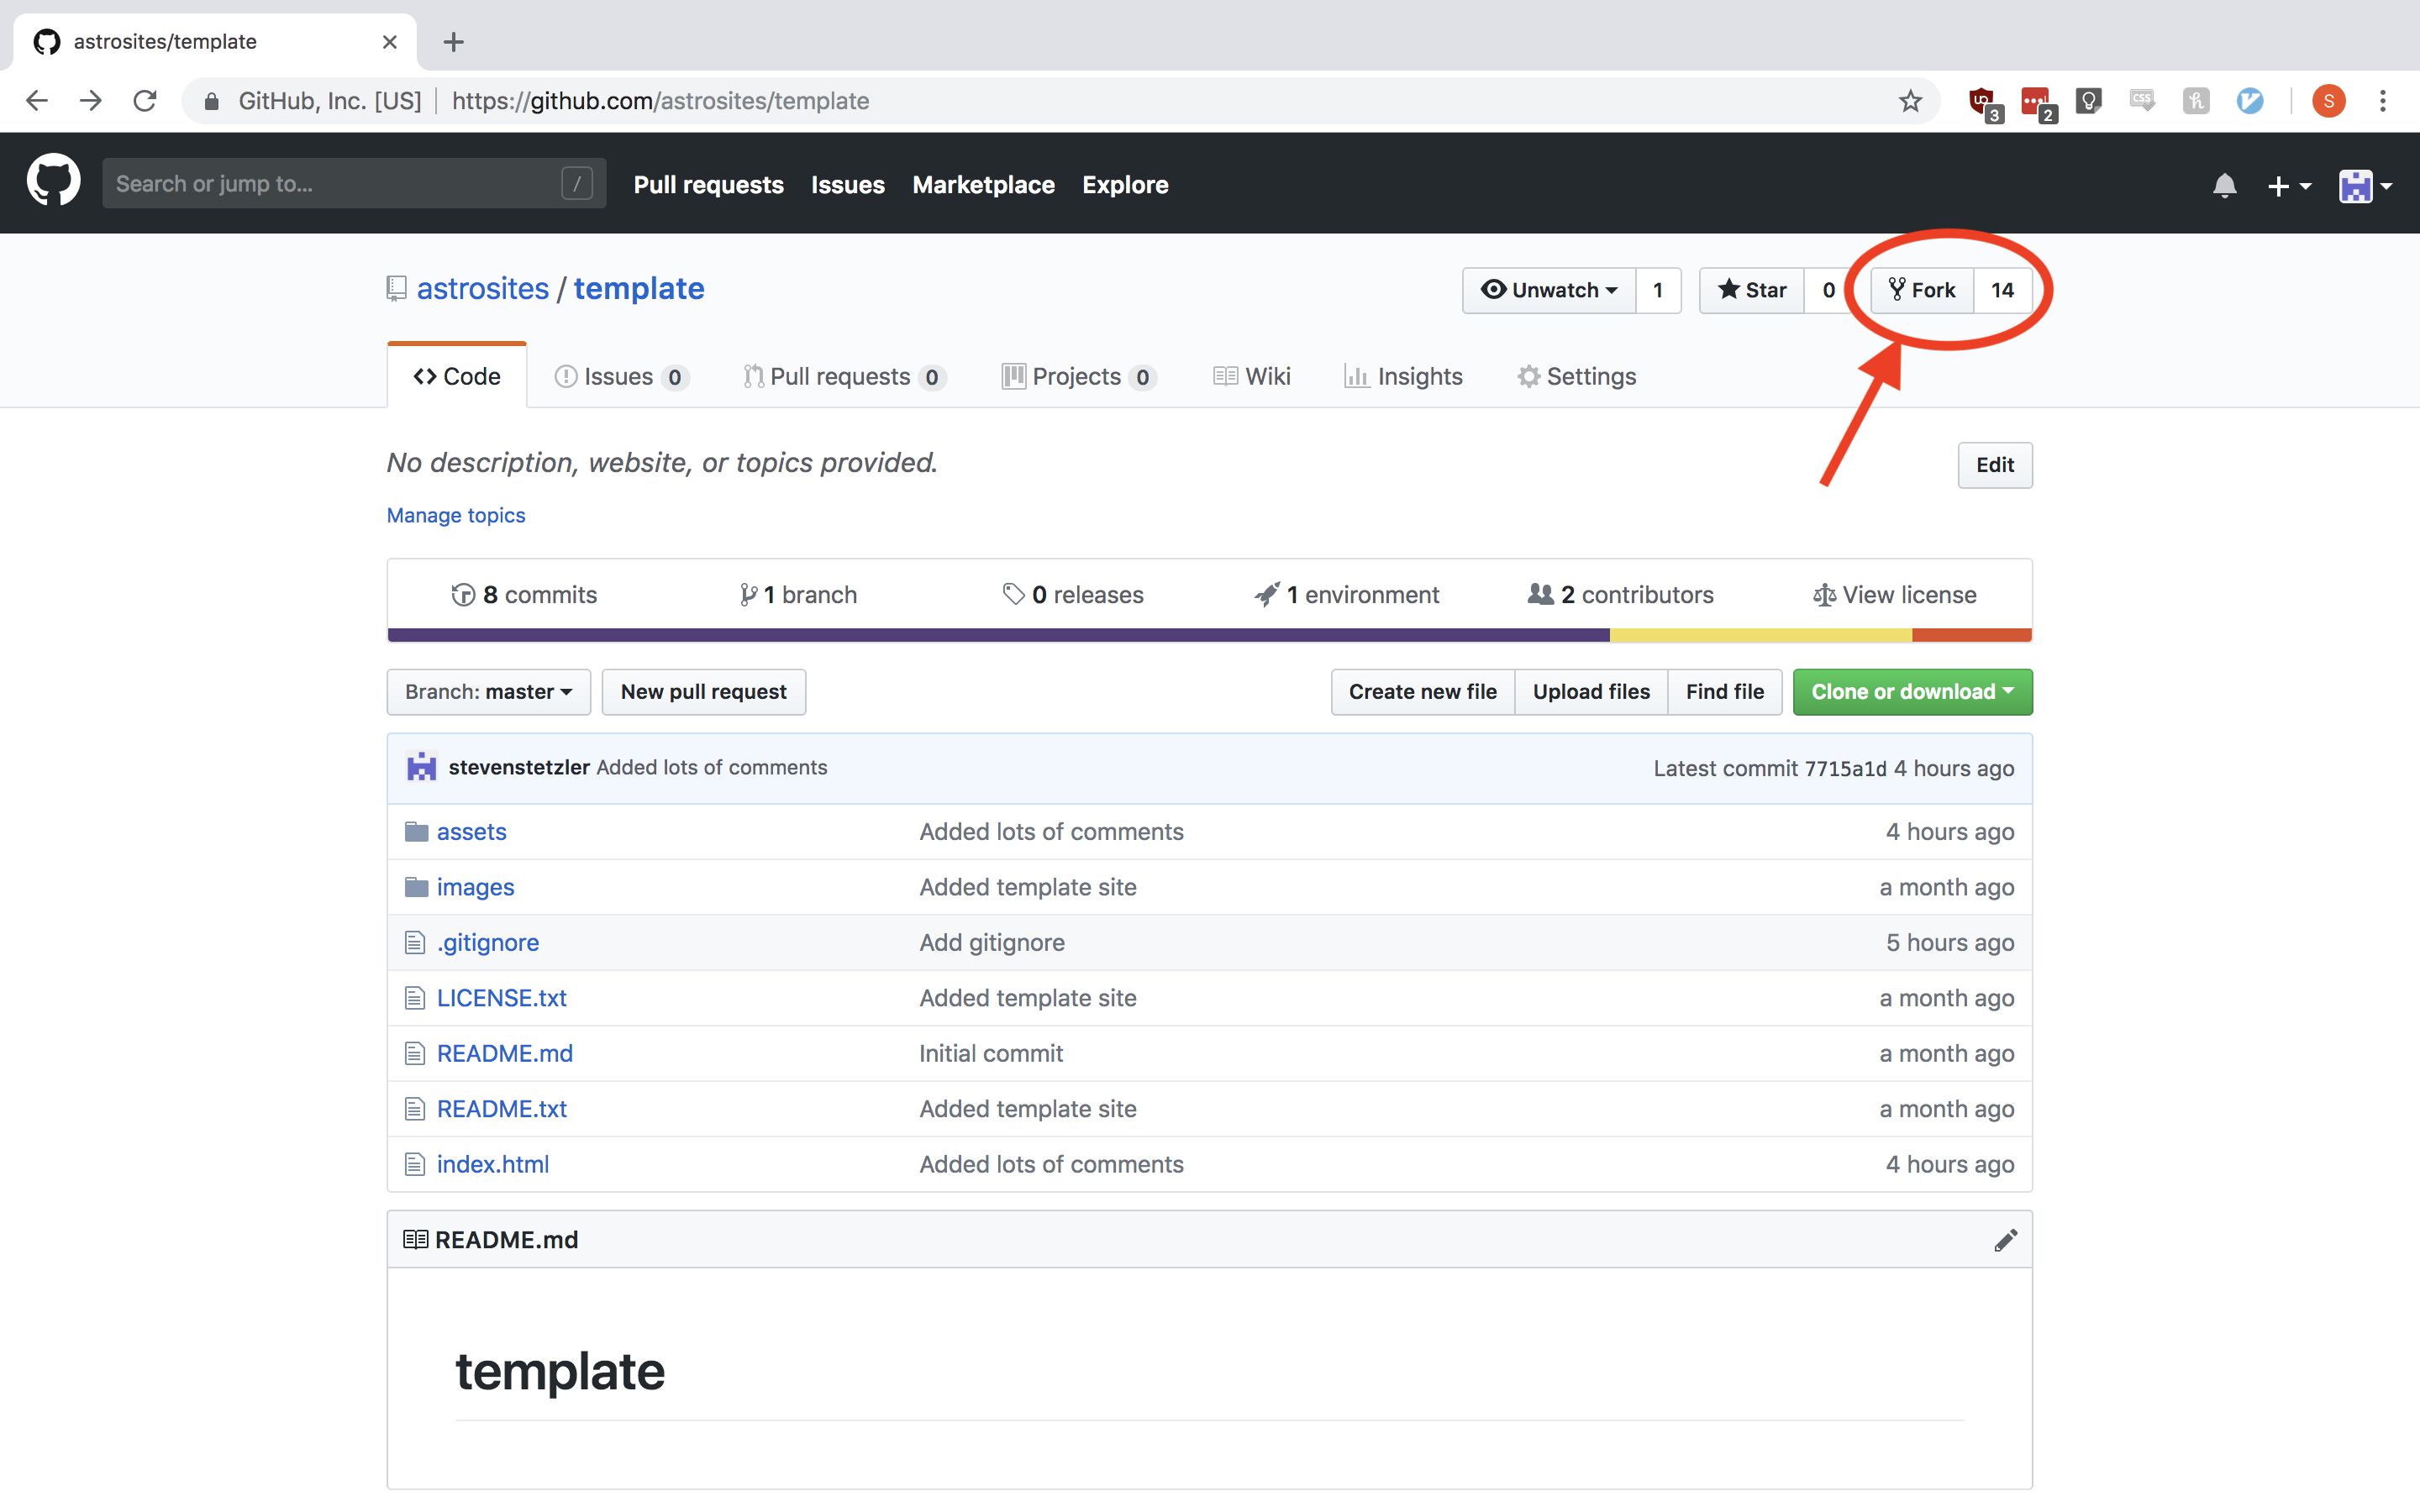 astrosites/template
GitHub, Inc. [US] https://github.com/astrosites/template
3
2
S
Search or jump to... /
Pull requests Issues Marketplace Explore
astrosites / template
Unwatch 1 Star 0 Fork 14
Code Issues 0 Pull requests 0 Projects 0 Wiki Insights Settings
No description, website, or topics provided.
Edit
Manage topics
8 commits 1 branch 0 releases 1 environment 2 contributors View license
Branch: master New pull request Create new file Upload files Find file Clone or download
stevenstetzler Added lots of comments Latest commit 7715a1d 4 hours ago
assets Added lots of comments 4 hours ago
images Added template site a month ago
.gitignore Add gitignore 5 hours ago
LICENSE.txt Added template site a month ago
README.md Initial commit a month ago
README.txt Added template site a month ago
index.html Added lots of comments 4 hours ago
README.md
template